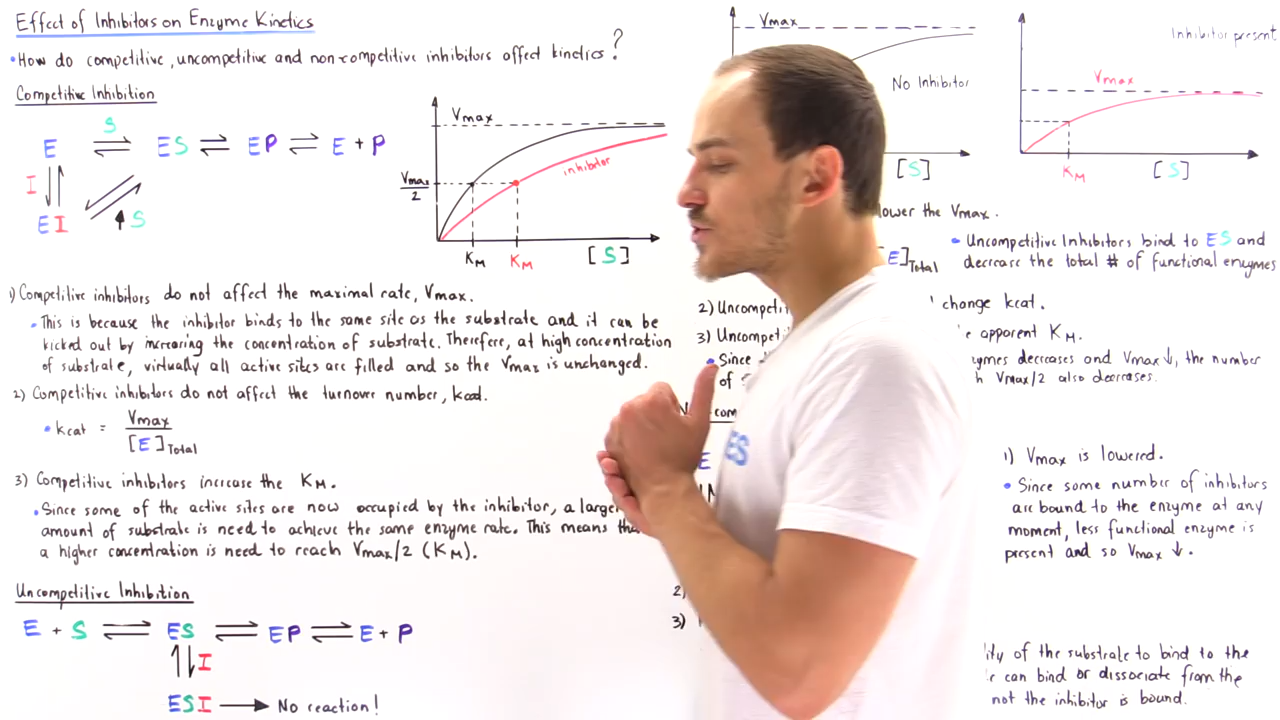 Effect of Inhibitors on Enzyme Kinetics
• How do competitive, uncompetitive and non-competitive inhibitors affect kinetics?
Competitive Inhibition
E S ⇌ ES ⇌ EP ⇌ E + P
I
EI S
Vmax
Vmax/2
inhibitor
KM KM [S]
1) Competitive inhibitors do not affect the maximal rate, Vmax.
• This is because the inhibitor binds to the same site as the substrate and it can be
kicked out by increasing the concentration of substrate. Therefore, at high concentration
of substrate, virtually all active sites are filled and so the Vmax is unchanged.
2) Competitive inhibitors do not affect the turnover number, kcat.
• kcat = Vmax / [E]Total
3) Competitive inhibitors increase the KM.
• Since some of the active sites are now occupied by the inhibitor, a large
amount of substrate is need to achieve the same enzyme rate. This means
a higher concentration is need to reach Vmax/2 (KM).
Uncompetitive Inhibition
E + S ⇌ ES ⇌ EP ⇌ E + P
I
ESI → No reaction!
Vmax
No Inhibitor
[S]
Inhibitor present
Vmax
KM [S]
lower the Vmax.
[E]Total
• Uncompetitive Inhibitors bind to ES and
decrease the total # of functional enzymes
2) change kcat.
3) apparent KM.
• Since decreases and Vmax↓, the number
of Vmax/2 also decreases.
E
ES
1) Vmax is lowered.
• Since some number of inhibitors
are bound to the enzyme at any
moment, less functional enzyme is
present and so Vmax ↓.
2)
3)
of the substrate to bind to the
can bind or dissociate from the
not the inhibitor is bound.